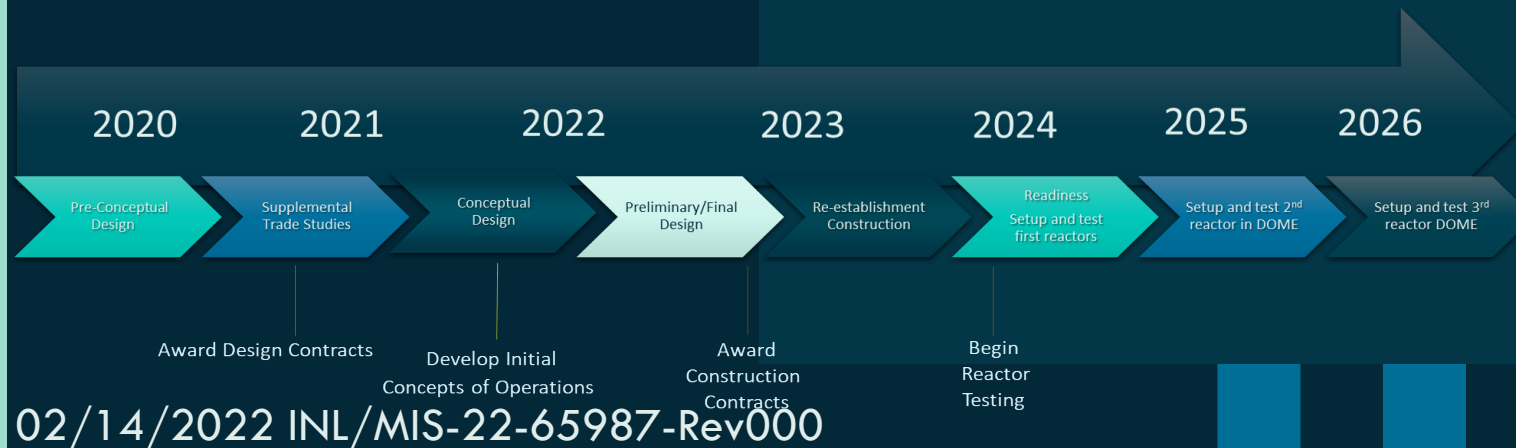 2020 2021 2022 2023 2024 2025 2026
Pre-Conceptual
Design
Supplemental
Trade Studies
Conceptual
Design
Preliminary/Final
Design
Re-establishment
Construction
Readiness
Setup and test
first reactors
Setup and test 2nd
reactor in DOME
Setup and test 3rd
reactor DOME
Award Design Contracts
Develop Initial
Concepts of Operations
Award
Construction
Contracts
Begin
Reactor
Testing
02/14/2022 INL/MIS-22-65987-Rev000